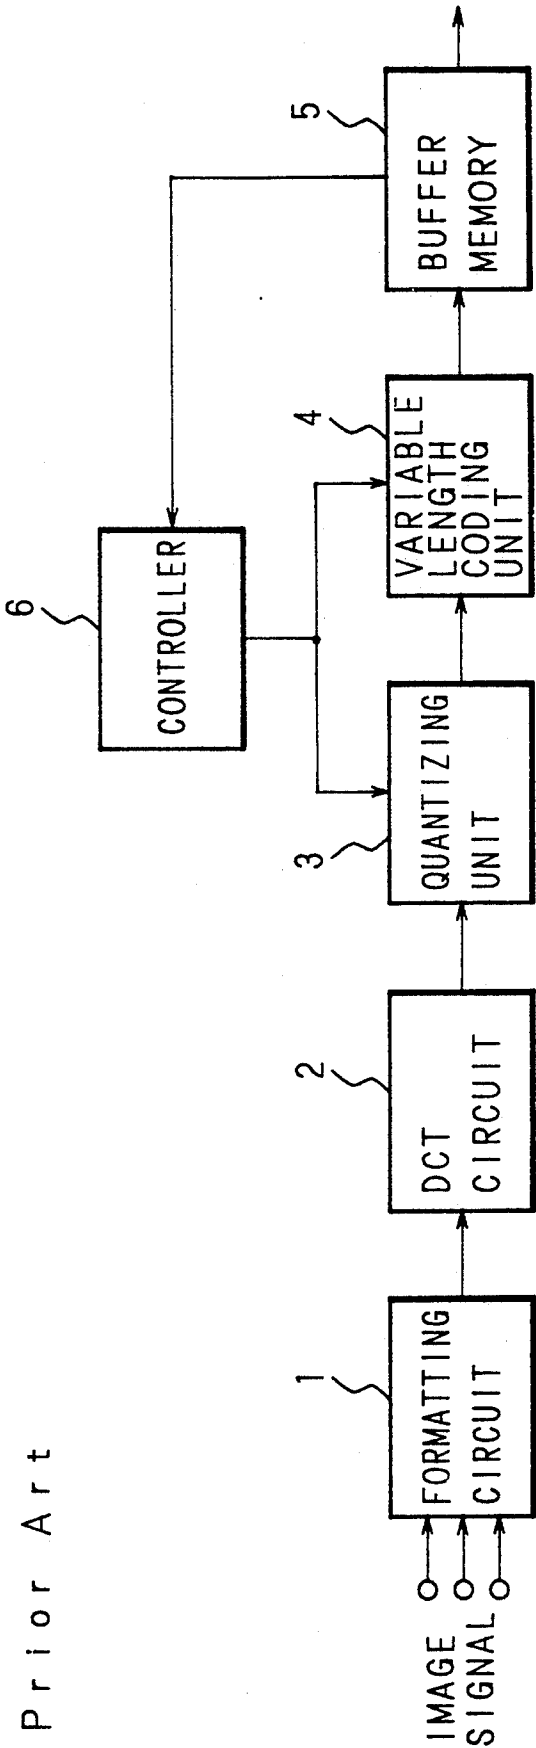 Prior Art
6
CONTROLLER
1
2
3
4
5
IMAGE
SIGNAL
FORMATTING
CIRCUIT
DCT
CIRCUIT
QUANTIZING
UNIT
VARIABLE
LENGTH
CODING
UNIT
BUFFER
MEMORY